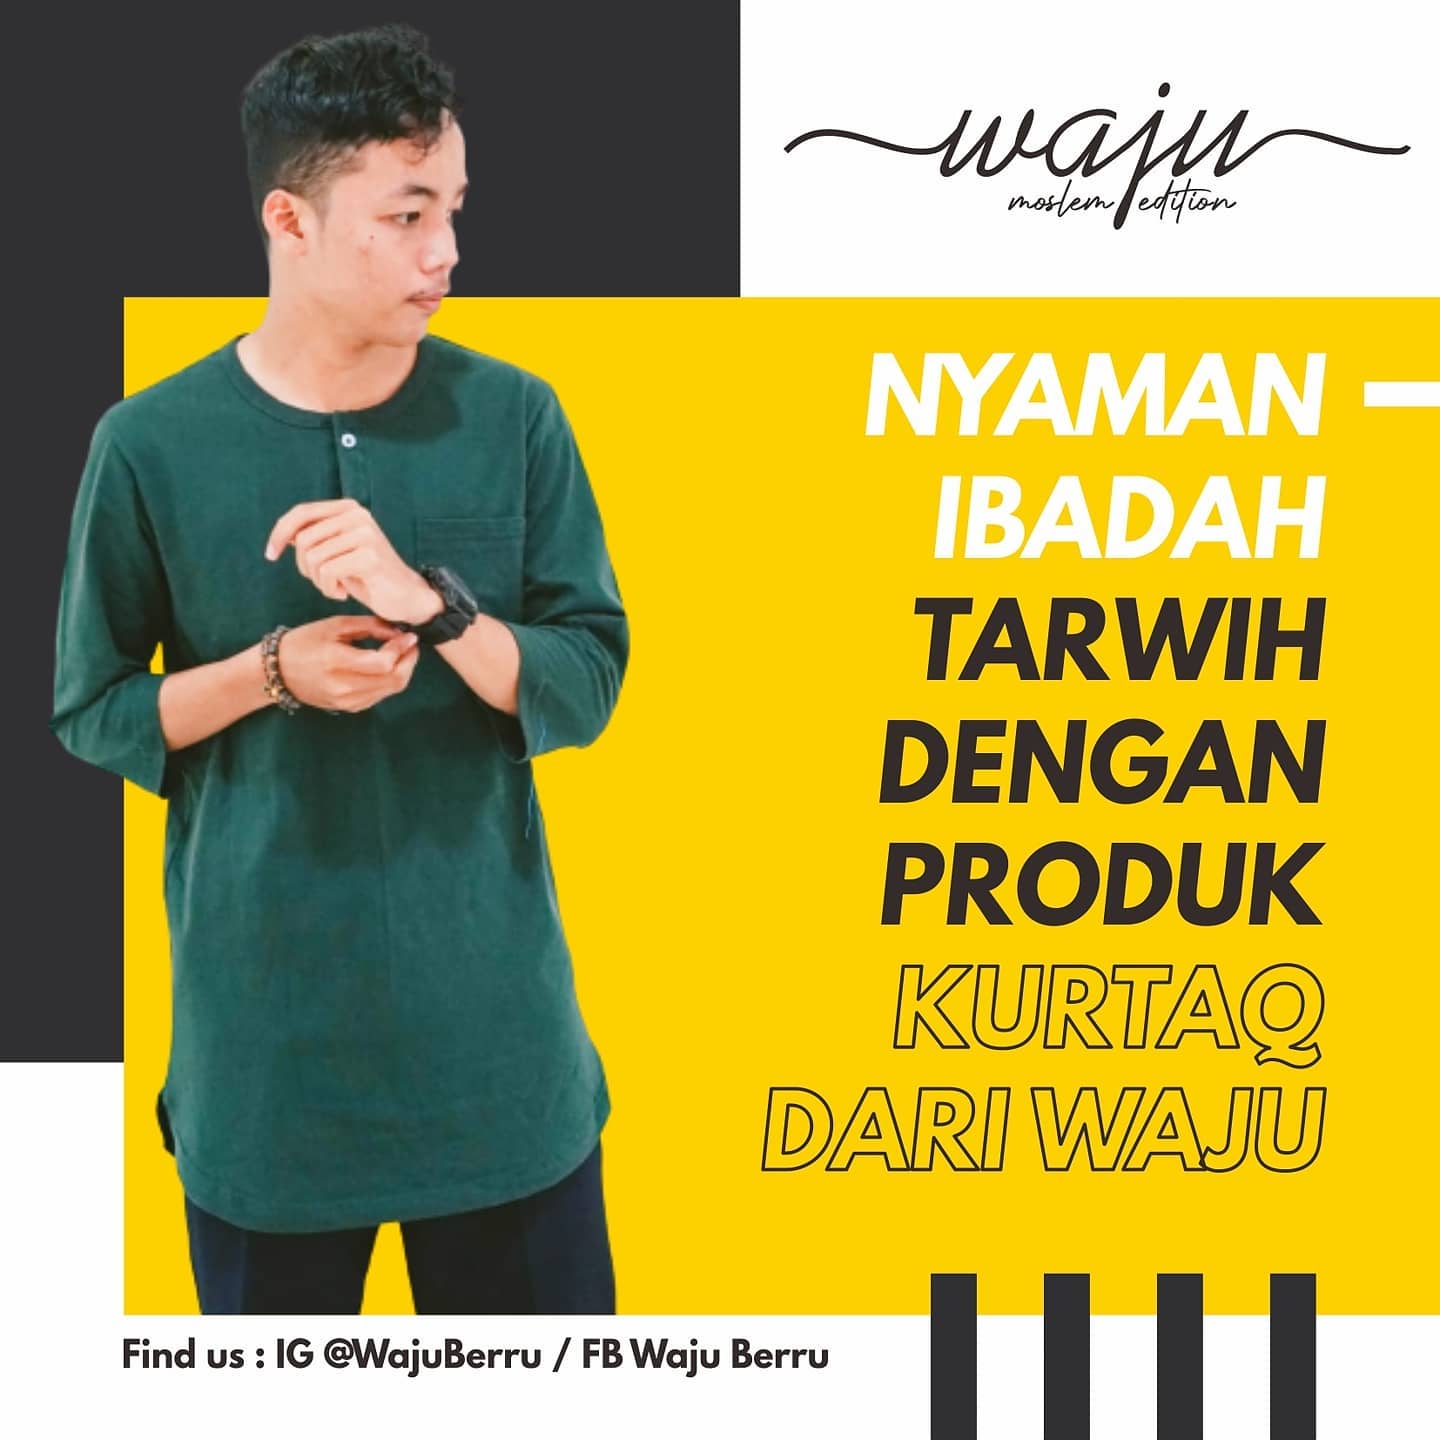 waju
moslem edition
NYAMAN
IBADAH
TARWIH
DENGAN
PRODUK
KURTAQ
DARI WAJU
Find us : IG @WajuBerru / FB Waju Berru